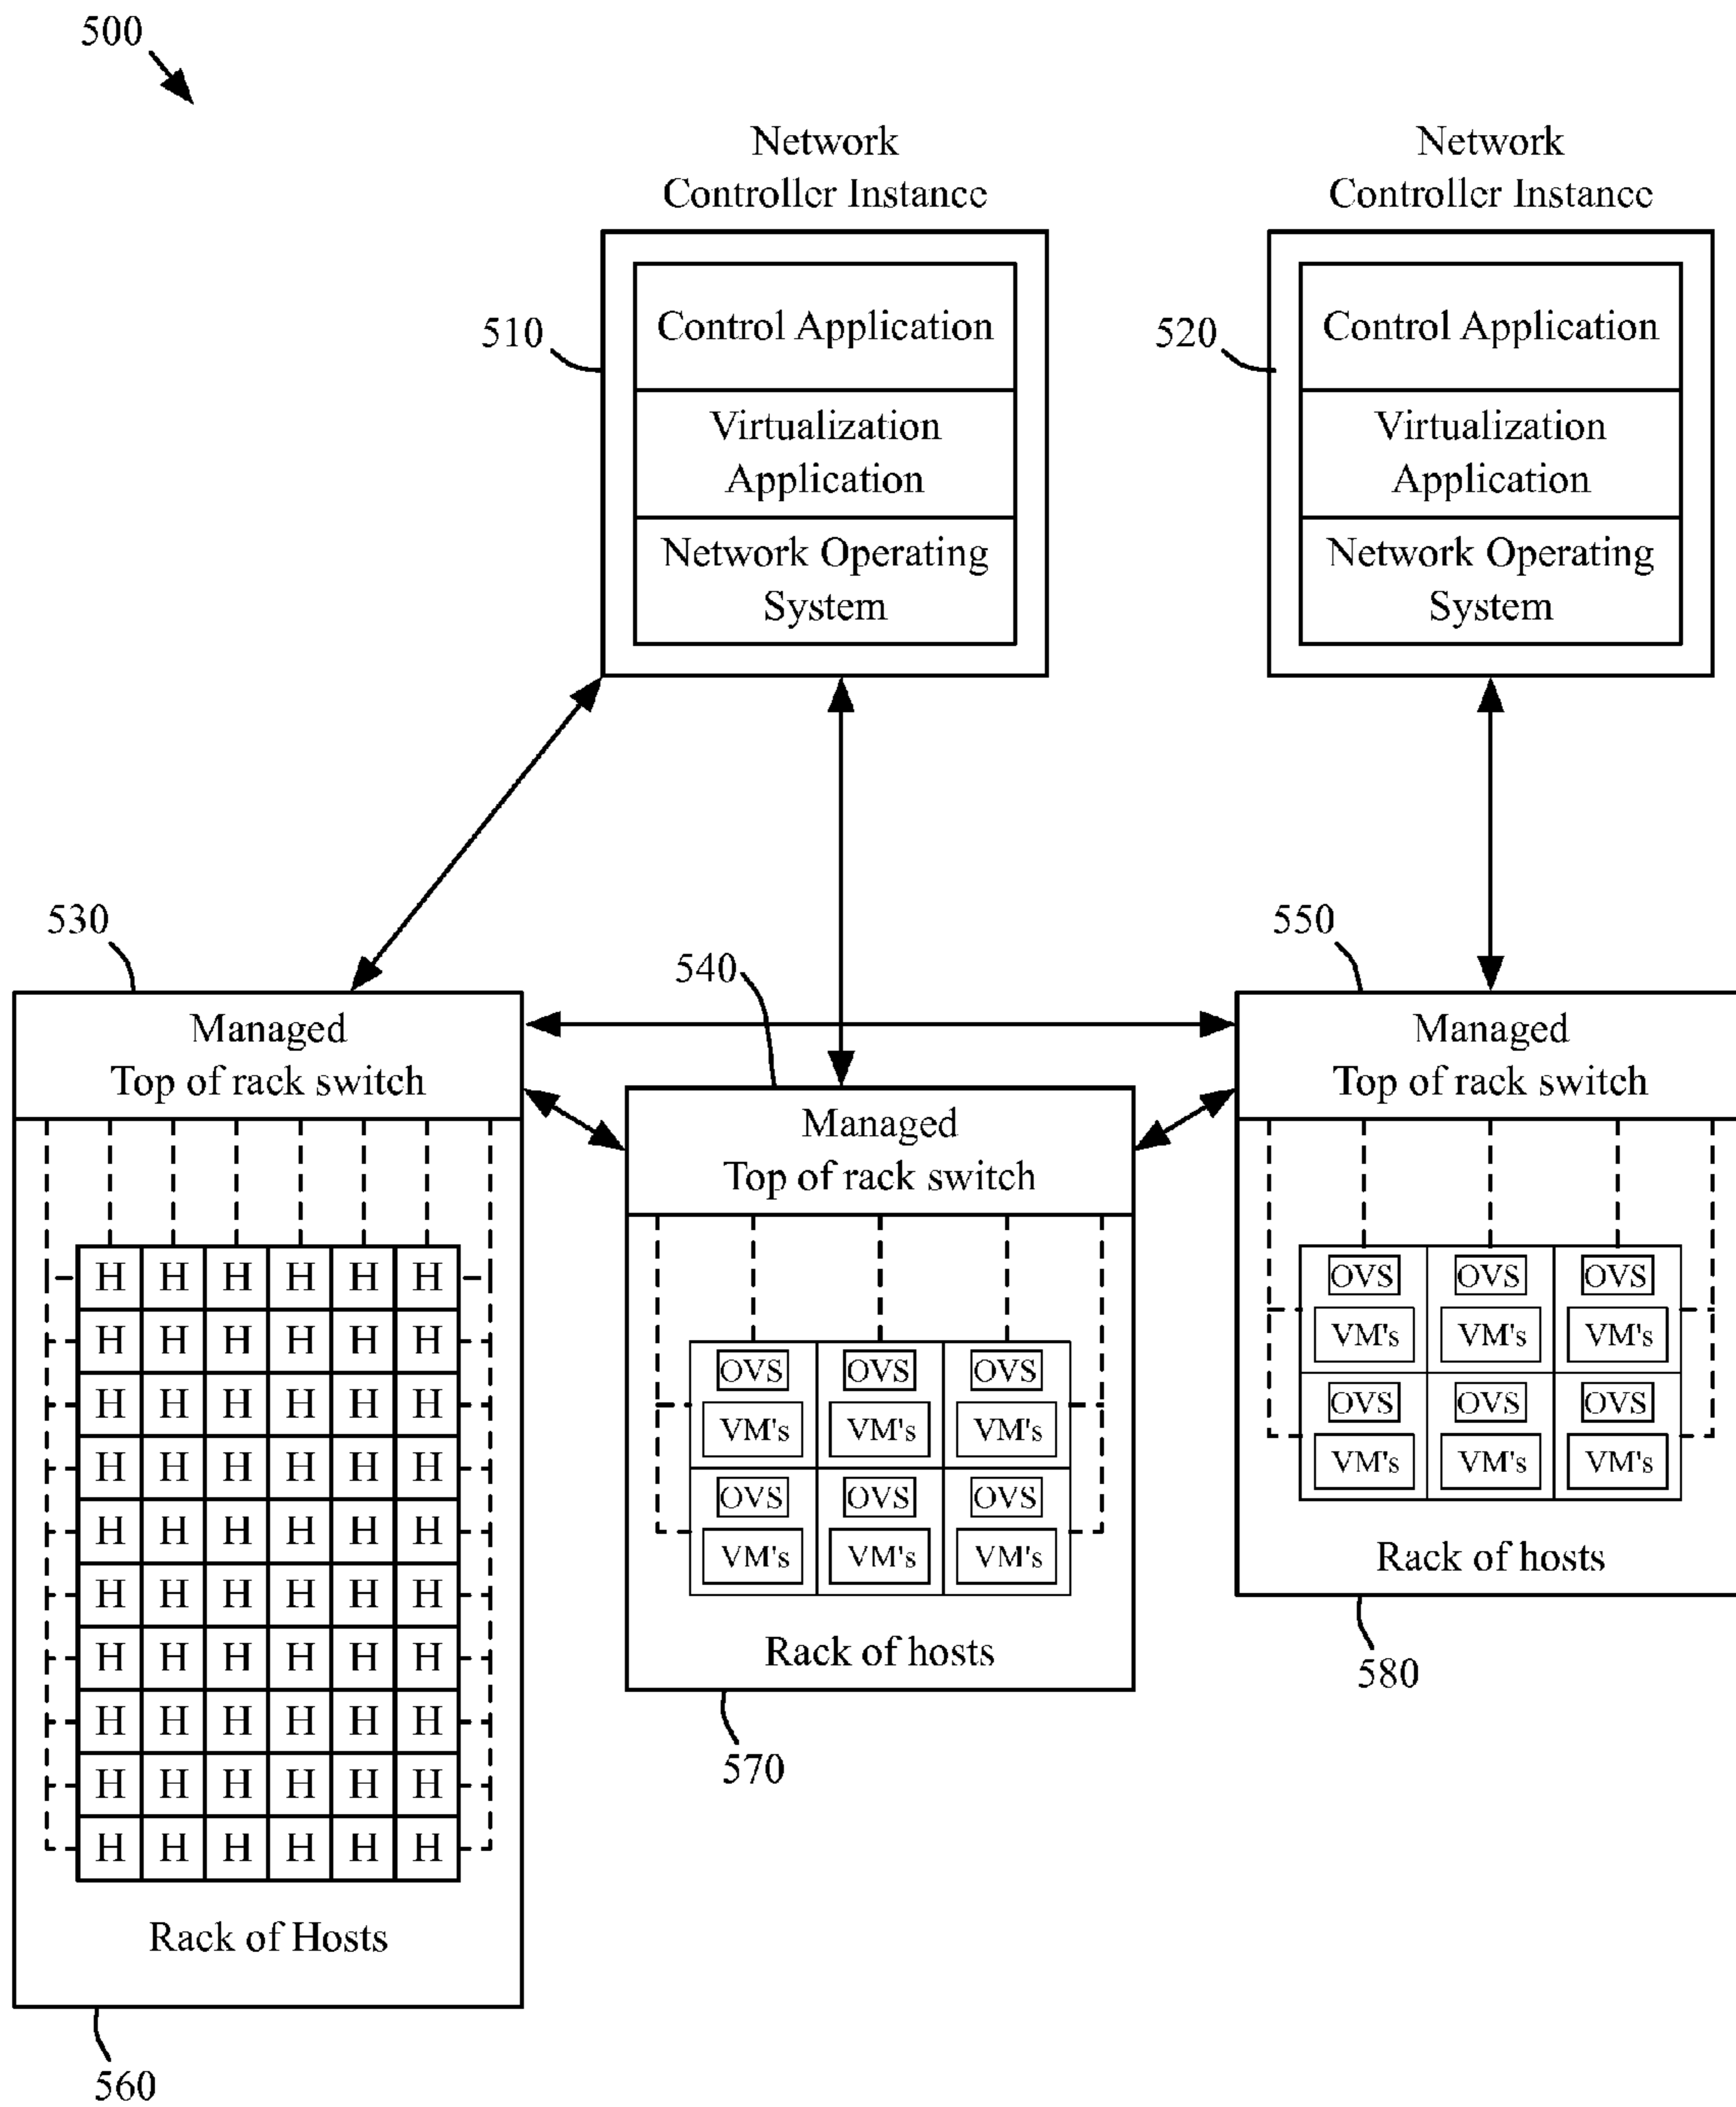 500
Network
Controller Instance
Network
Controller Instance
510
Control Application
Virtualization
Application
Network Operating
System
520
Control Application
Virtualization
Application
Network Operating
System
530
Managed
Top of rack switch
540
Managed
Top of rack switch
550
Managed
Top of rack switch
H H H H H H
H H H H H H
H H H H H H
H H H H H H
H H H H H H
H H H H H H
H H H H H H
H H H H H H
H H H H H H
H H H H H H
Rack of Hosts
560
OVS OVS OVS
VM's VM's VM's
OVS OVS OVS
VM's VM's VM's
Rack of hosts
570
OVS OVS OVS
VM's VM's VM's
OVS OVS OVS
VM's VM's VM's
Rack of hosts
580